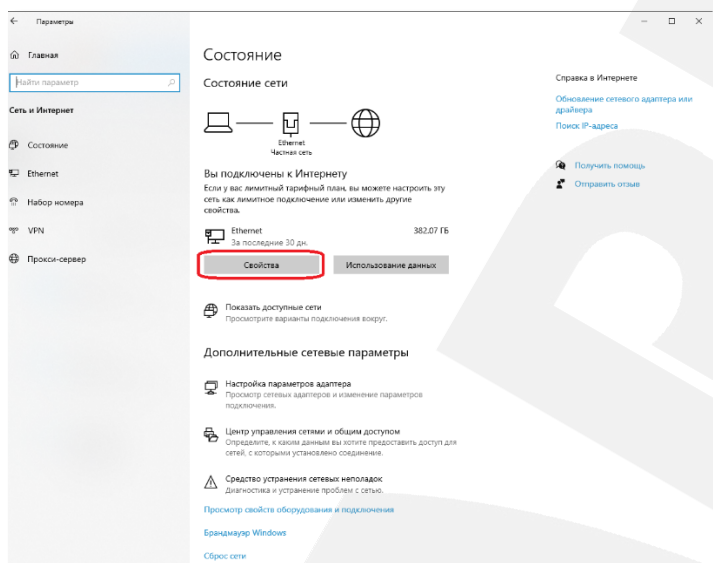 Параметры
Главная
Найти параметр
Сеть и Интернет
Состояние
Ethernet
Набор номера
VPN
Прокси-сервер
Состояние
Состояние сети
Ethernet
Частная сеть
Вы подключены к Интернету
Если у вас лимитный тарифный план, вы можете настроить эту
сеть как лимитное подключение или изменить другие
свойства.
Ethernet
382.07 ГБ
За последние 30 дн.
Свойства
Использование данных
Показать доступные сети
Просмотрите варианты подключения вокруг.
Дополнительные сетевые параметры
Настройка параметров адаптера
Просмотр сетевых адаптеров и изменение параметров
подключения.
Центр управления сетями и общим доступом
Определите, к каким данным вы хотите предоставить доступ для
сетей, с которыми установлено соединение.
Средство устранения сетевых неполадок
Диагностика и устранение проблем с сетью.
Просмотр свойств оборудования и подключения
Брандмауэр Windows
Сброс сети
Справка в Интернете
Обновление сетевого адаптера или
драйвера
Поиск IP-адреса
Получить помощь
Отправить отзыв